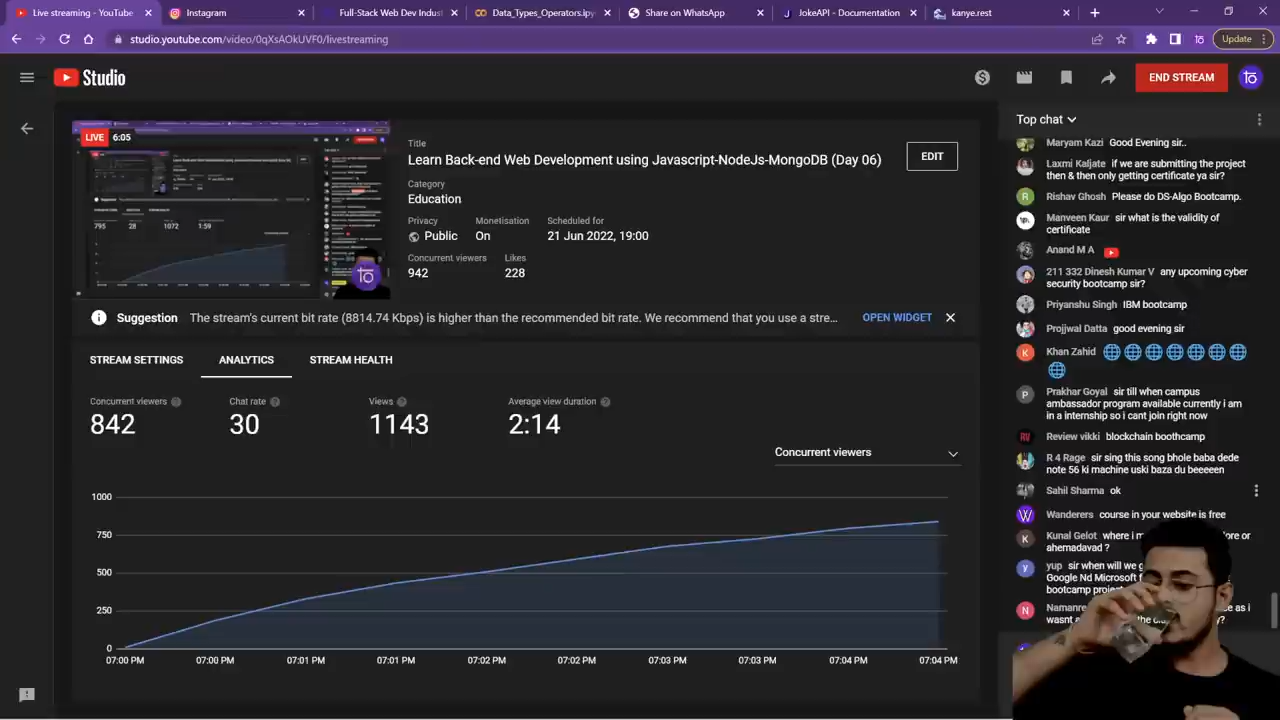 Live streaming - YouTube
Instagram
Full-Stack Web Dev Indust
Data_Types_Operators.ipyn
Share on WhatsApp
JokeAPI - Documentation
kanye.rest
studio.youtube.com/video/0qXsAOkUVF0/livestreaming
Update
Studio
END STREAM
LIVE 6:05
795 28 1072 1:59
Title
Learn Back-end Web Development using Javascript-NodeJs-MongoDB (Day 06)
EDIT
Category
Education
Privacy Monetisation Scheduled for
Public On 21 Jun 2022, 19:00
Concurrent viewers Likes
942 228
Suggestion The stream's current bit rate (8814.74 Kbps) is higher than the recommended bit rate. We recommend that you use a stre...
OPEN WIDGET
STREAM SETTINGS ANALYTICS STREAM HEALTH
Concurrent viewers Chat rate Views Average view duration
842 30 1143 2:14
Concurrent viewers
1000
750
500
250
0
07:00 PM 07:00 PM 07:01 PM 07:01 PM 07:02 PM 07:02 PM 07:03 PM 07:03 PM 07:04 PM 07:04 PM
Top chat
Maryam Kazi Good Evening sir..
Laxmi Kaljate if we are submitting the project
then & then only getting certificate ya sir?
R
Rishav Ghosh Please do DS-Algo Bootcamp.
Manveen Kaur sir what is the validity of
certificate
Anand M A
211 332 Dinesh Kumar V any upcoming cyber
security bootcamp sir?
Priyanshu Singh IBM bootcamp
Projjwal Datta good evening sir
K
Khan Zahid
P
Prakhar Goyal sir till when campus
ambassador program available currently i am
in a internship so i cant join right now
RV
Review vikki blockchain boothcamp
R 4 Rage sir sing this song bhole baba dede
note 56 ki machine uski baza du beeeeen
Sahil Sharma ok
W
Wanderers course in your website is free
K
Kunal Gelot where i m
ore or
ahemadavad ?
y
yup sir when will we g
Google Nd Microsoft
bootcamp project
N
Namanre
e as i
wasnt a